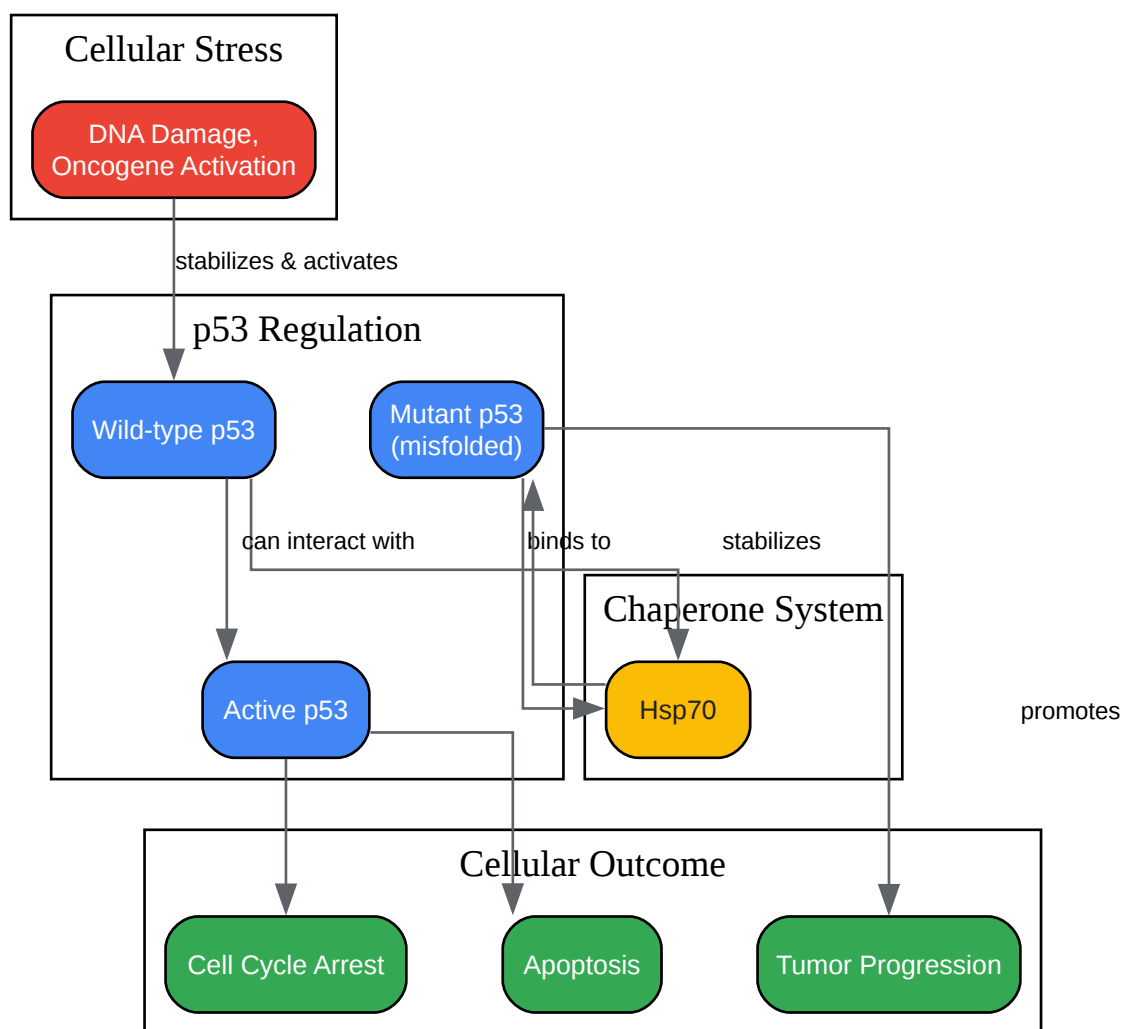 Cellular Stress
DNA Damage,
Oncogene Activation
stabilizes & activates
p53 Regulation
Wild-type p53
Mutant p53
(misfolded)
can interact with
binds to
stabilizes
Chaperone System
Active p53
Hsp70
promotes
Cellular Outcome
Cell Cycle Arrest
Apoptosis
Tumor Progression